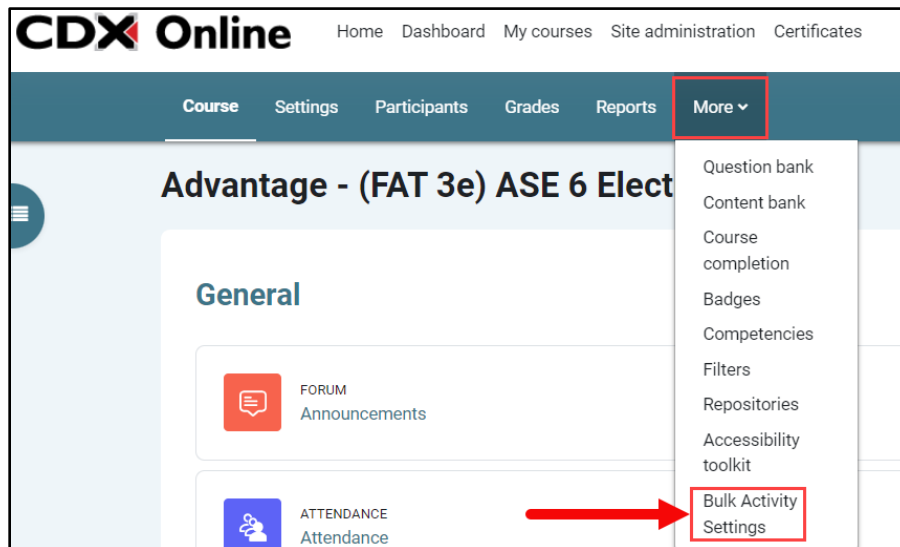 CDX Online
Home Dashboard My courses Site administration Certificates
Course Settings Participants Grades Reports More
Advantage - (FAT 3e) ASE 6 Elect
General
FORUM
Announcements
ATTENDANCE
Attendance
Question bank
Content bank
Course
completion
Badges
Competencies
Filters
Repositories
Accessibility
toolkit
Bulk Activity
Settings